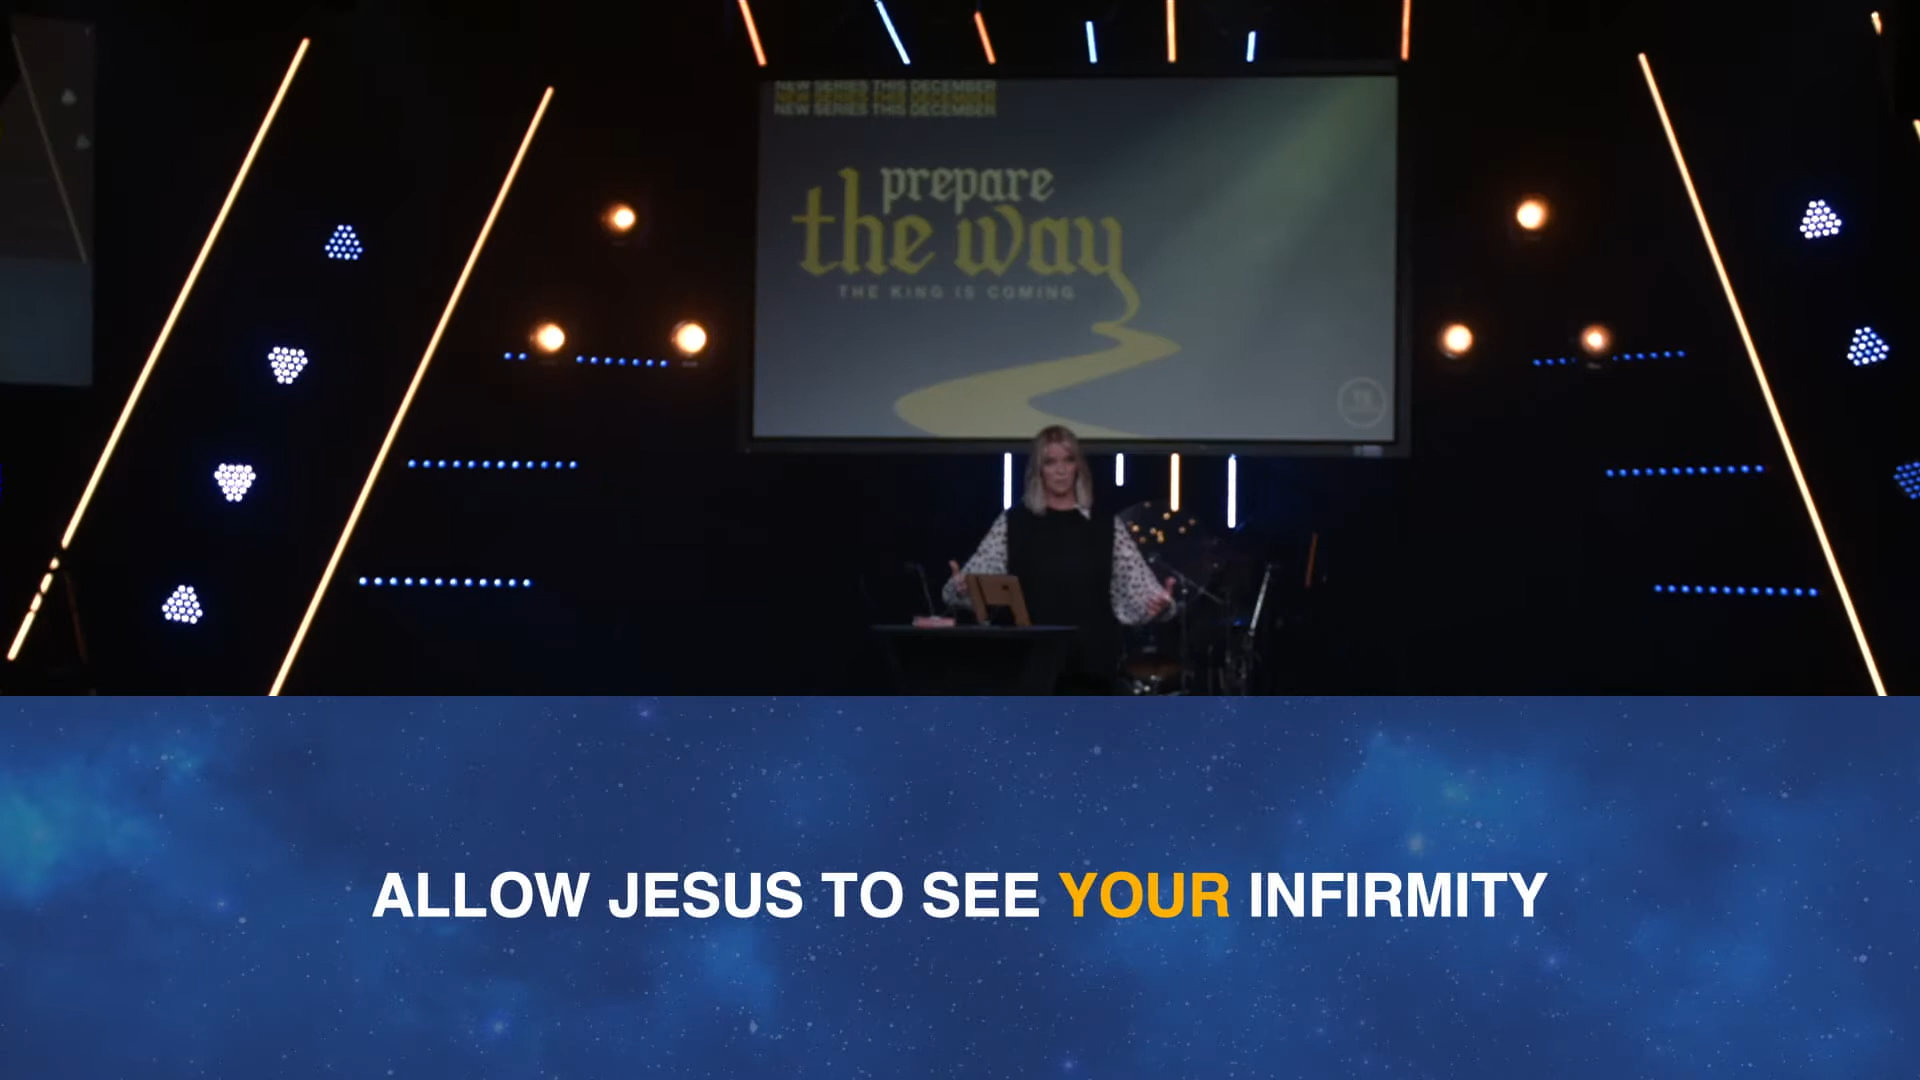 NEW SERIES THIS DECEMBER
NEW SERIES THIS DECEMBER
NEW SERIES THIS DECEMBER
prepare
the way
THE KING IS COMING
ALLOW JESUS TO SEE YOUR INFIRMITY